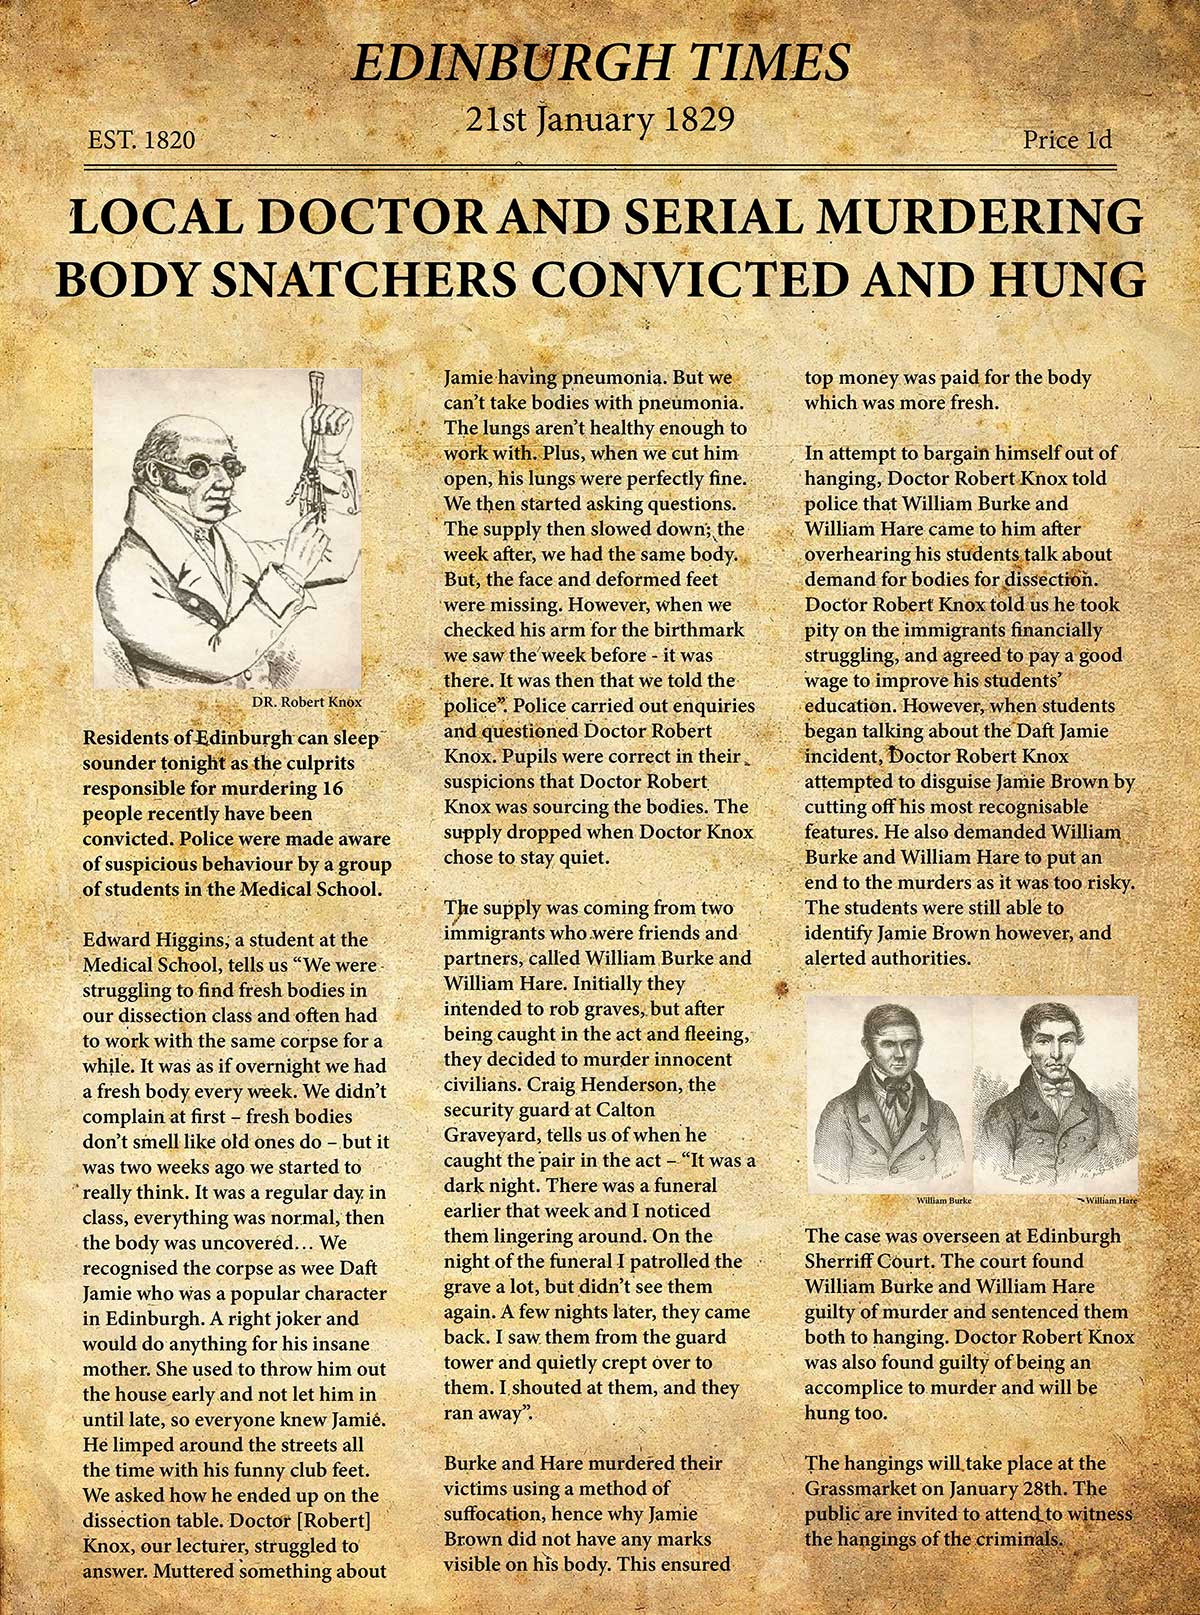 EDINBURGH TIMES
21st January 1829
EST. 1820
Price 1d
LOCAL DOCTOR AND SERIAL MURDERING
BODY SNATCHERS CONVICTED AND HUNG
DR. Robert Knox
Residents of Edinburgh can sleep
sounder tonight as the culprits
responsible for murdering 16
people recently have been
convicted. Police were made aware
of suspicious behaviour by a group
of students in the Medical School.
Edward Higgins, a student at the
Medical School, tells us “We were
struggling to find fresh bodies in
our dissection class and often had
to work with the same corpse for a
while. It was as if overnight we had
a fresh body every week. We didn’t
complain at first – fresh bodies
don’t smell like old ones do – but it
was two weeks ago we started to
really think. It was a regular day in
class, everything was normal, then
the body was uncovered… We
recognised the corpse as wee Daft
Jamie who was a popular character
in Edinburgh. A right joker and
would do anything for his insane
mother. She used to throw him out
the house early and not let him in
until late, so everyone knew Jamie.
He limped around the streets all
the time with his funny club feet.
We asked how he ended up on the
dissection table. Doctor [Robert]
Knox, our lecturer, struggled to
answer. Muttered something about
Jamie having pneumonia. But we
can’t take bodies with pneumonia.
The lungs aren’t healthy enough to
work with. Plus, when we cut him
open, his lungs were perfectly fine.
We then started asking questions.
The supply then slowed down; the
week after, we had the same body.
But, the face and deformed feet
were missing. However, when we
checked his arm for the birthmark
we saw the week before - it was
there. It was then that we told the
police”. Police carried out enquiries
and questioned Doctor Robert
Knox. Pupils were correct in their
suspicions that Doctor Robert
Knox was sourcing the bodies. The
supply dropped when Doctor Knox
chose to stay quiet.
The supply was coming from two
immigrants who were friends and
partners, called William Burke and
William Hare. Initially they
intended to rob graves, but after
being caught in the act and fleeing,
they decided to murder innocent
civilians. Craig Henderson, the
security guard at Calton
Graveyard, tells us of when he
caught the pair in the act – “It was a
dark night. There was a funeral
earlier that week and I noticed
them lingering around. On the
night of the funeral I patrolled the
grave a lot, but didn’t see them
again. A few nights later, they came
back. I saw them from the guard
tower and quietly crept over to
them. I shouted at them, and they
ran away”.
Burke and Hare murdered their
victims using a method of
suffocation, hence why Jamie
Brown did not have any marks
visible on his body. This ensured
top money was paid for the body
which was more fresh.
In attempt to bargain himself out of
hanging, Doctor Robert Knox told
police that William Burke and
William Hare came to him after
overhearing his students talk about
demand for bodies for dissection.
Doctor Robert Knox told us he took
pity on the immigrants financially
struggling, and agreed to pay a good
wage to improve his students’
education. However, when students
began talking about the Daft Jamie
incident, Doctor Robert Knox
attempted to disguise Jamie Brown by
cutting off his most recognisable
features. He also demanded William
Burke and William Hare to put an
end to the murders as it was too risky.
The students were still able to
identify Jamie Brown however, and
alerted authorities.
William Burke
William Hare
The case was overseen at Edinburgh
Sherriff Court. The court found
William Burke and William Hare
guilty of murder and sentenced them
both to hanging. Doctor Robert Knox
was also found guilty of being an
accomplice to murder and will be
hung too.
The hangings will take place at the
Grassmarket on January 28th. The
public are invited to attend to witness
the hangings of the criminals.